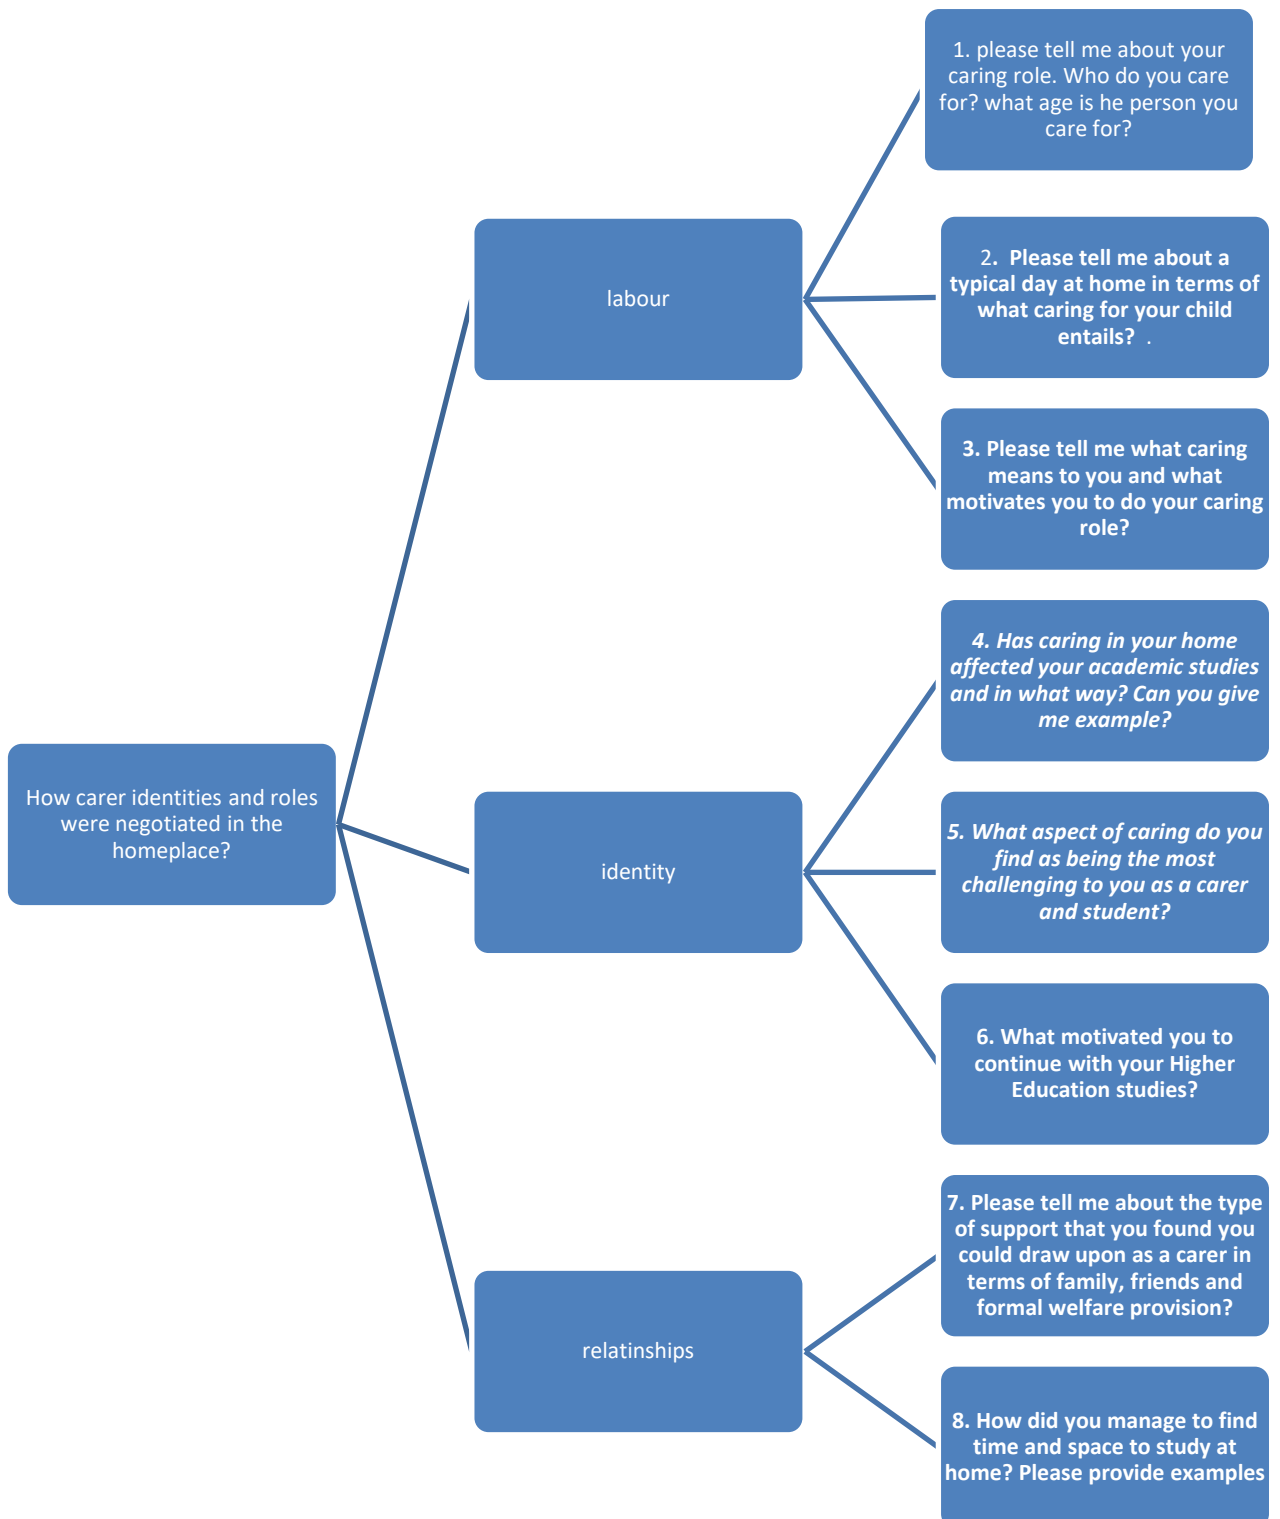 How carer identities and roles
were negotiated in the
homeplace?
labour
1. please tell me about your
caring role. Who do you care
for? what age is he person you
care for?
2.  Please tell me about a
typical day at home in terms of
what caring for your child
entails?  .
3. Please tell me what caring
means to you and what
motivates you to do your caring
role?
identity
4. Has caring in your home
affected your academic studies
and in what way? Can you give
me example?
5. What aspect of caring do you
find as being the most
challenging to you as a carer
and student?
6. What motivated you to
continue with your Higher
Education studies?
relatinships
7. Please tell me about the type
of support that you found you
could draw upon as a carer in
terms of family, friends and
formal welfare provision?
8. How did you manage to find
time and space to study at
home? Please provide examples